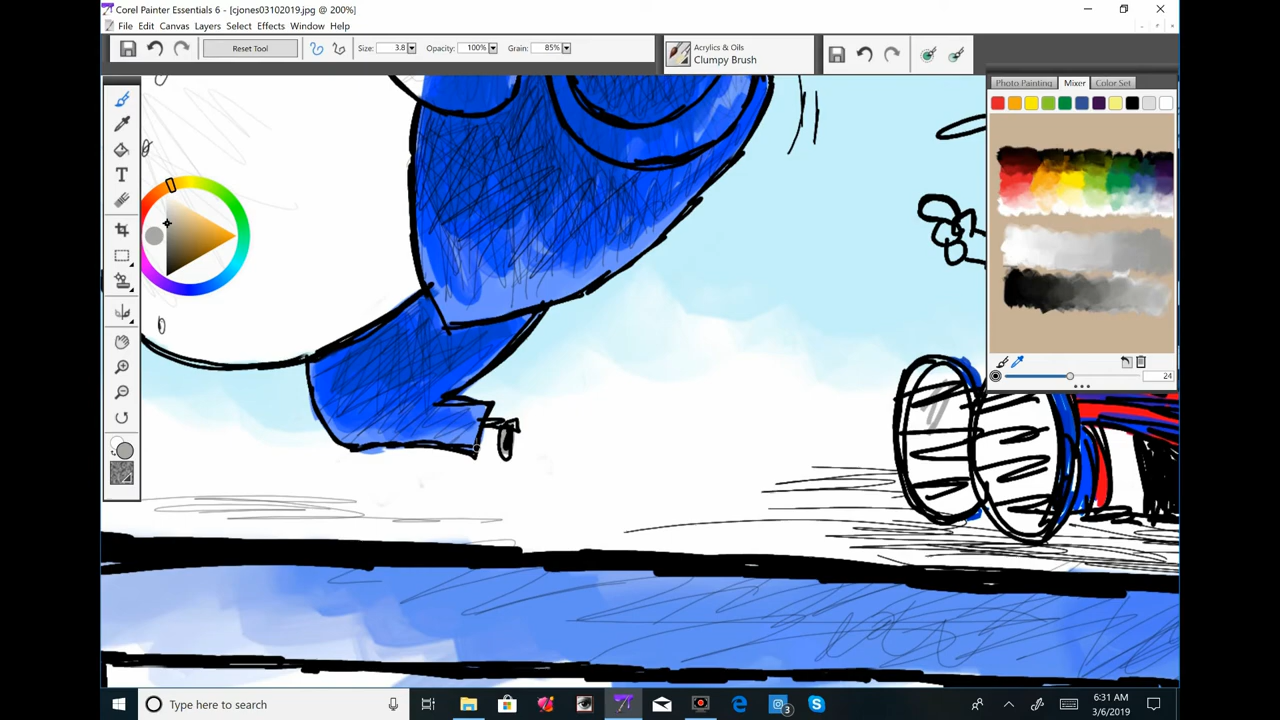 Corel Painter Essentials 6 - [cjones03102019.jpg @ 200%]
File Edit Canvas Layers Select Effects Window Help
Reset Tool Size: 3.8 Opacity: 100% Grain: 85%
Acrylics & Oils
Clumpy Brush
Photo Painting Mixer Color Set
T
24
Type here to search
3
6:31 AM
3/6/2019